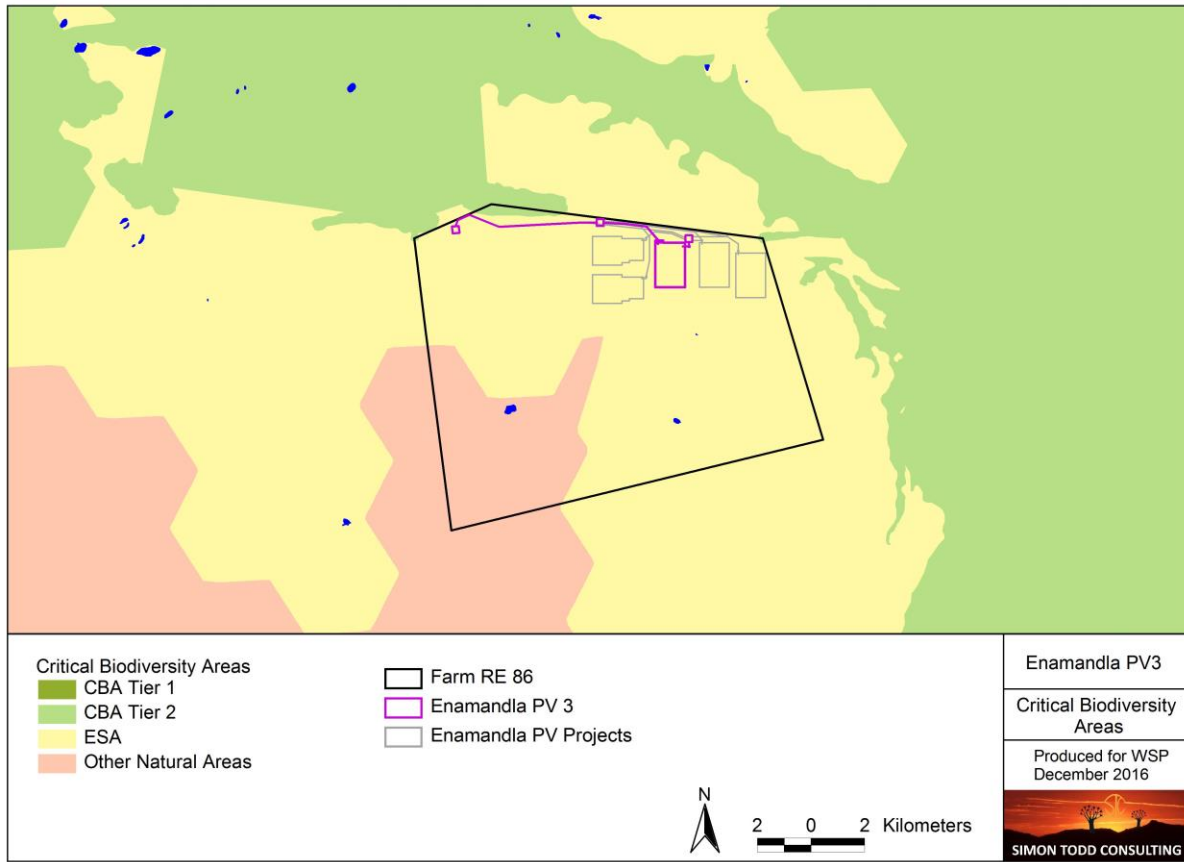 Critical Biodiversity Areas
CBA Tier 1
CBA Tier 2
ESA
Other Natural Areas
Farm RE 86
Enamandla PV 3
Enamandla PV Projects
N
2 0 2 Kilometers
Enamandla PV3
Critical Biodiversity
Areas
Produced for WSP
December 2016
SIMON TODD CONSULTING